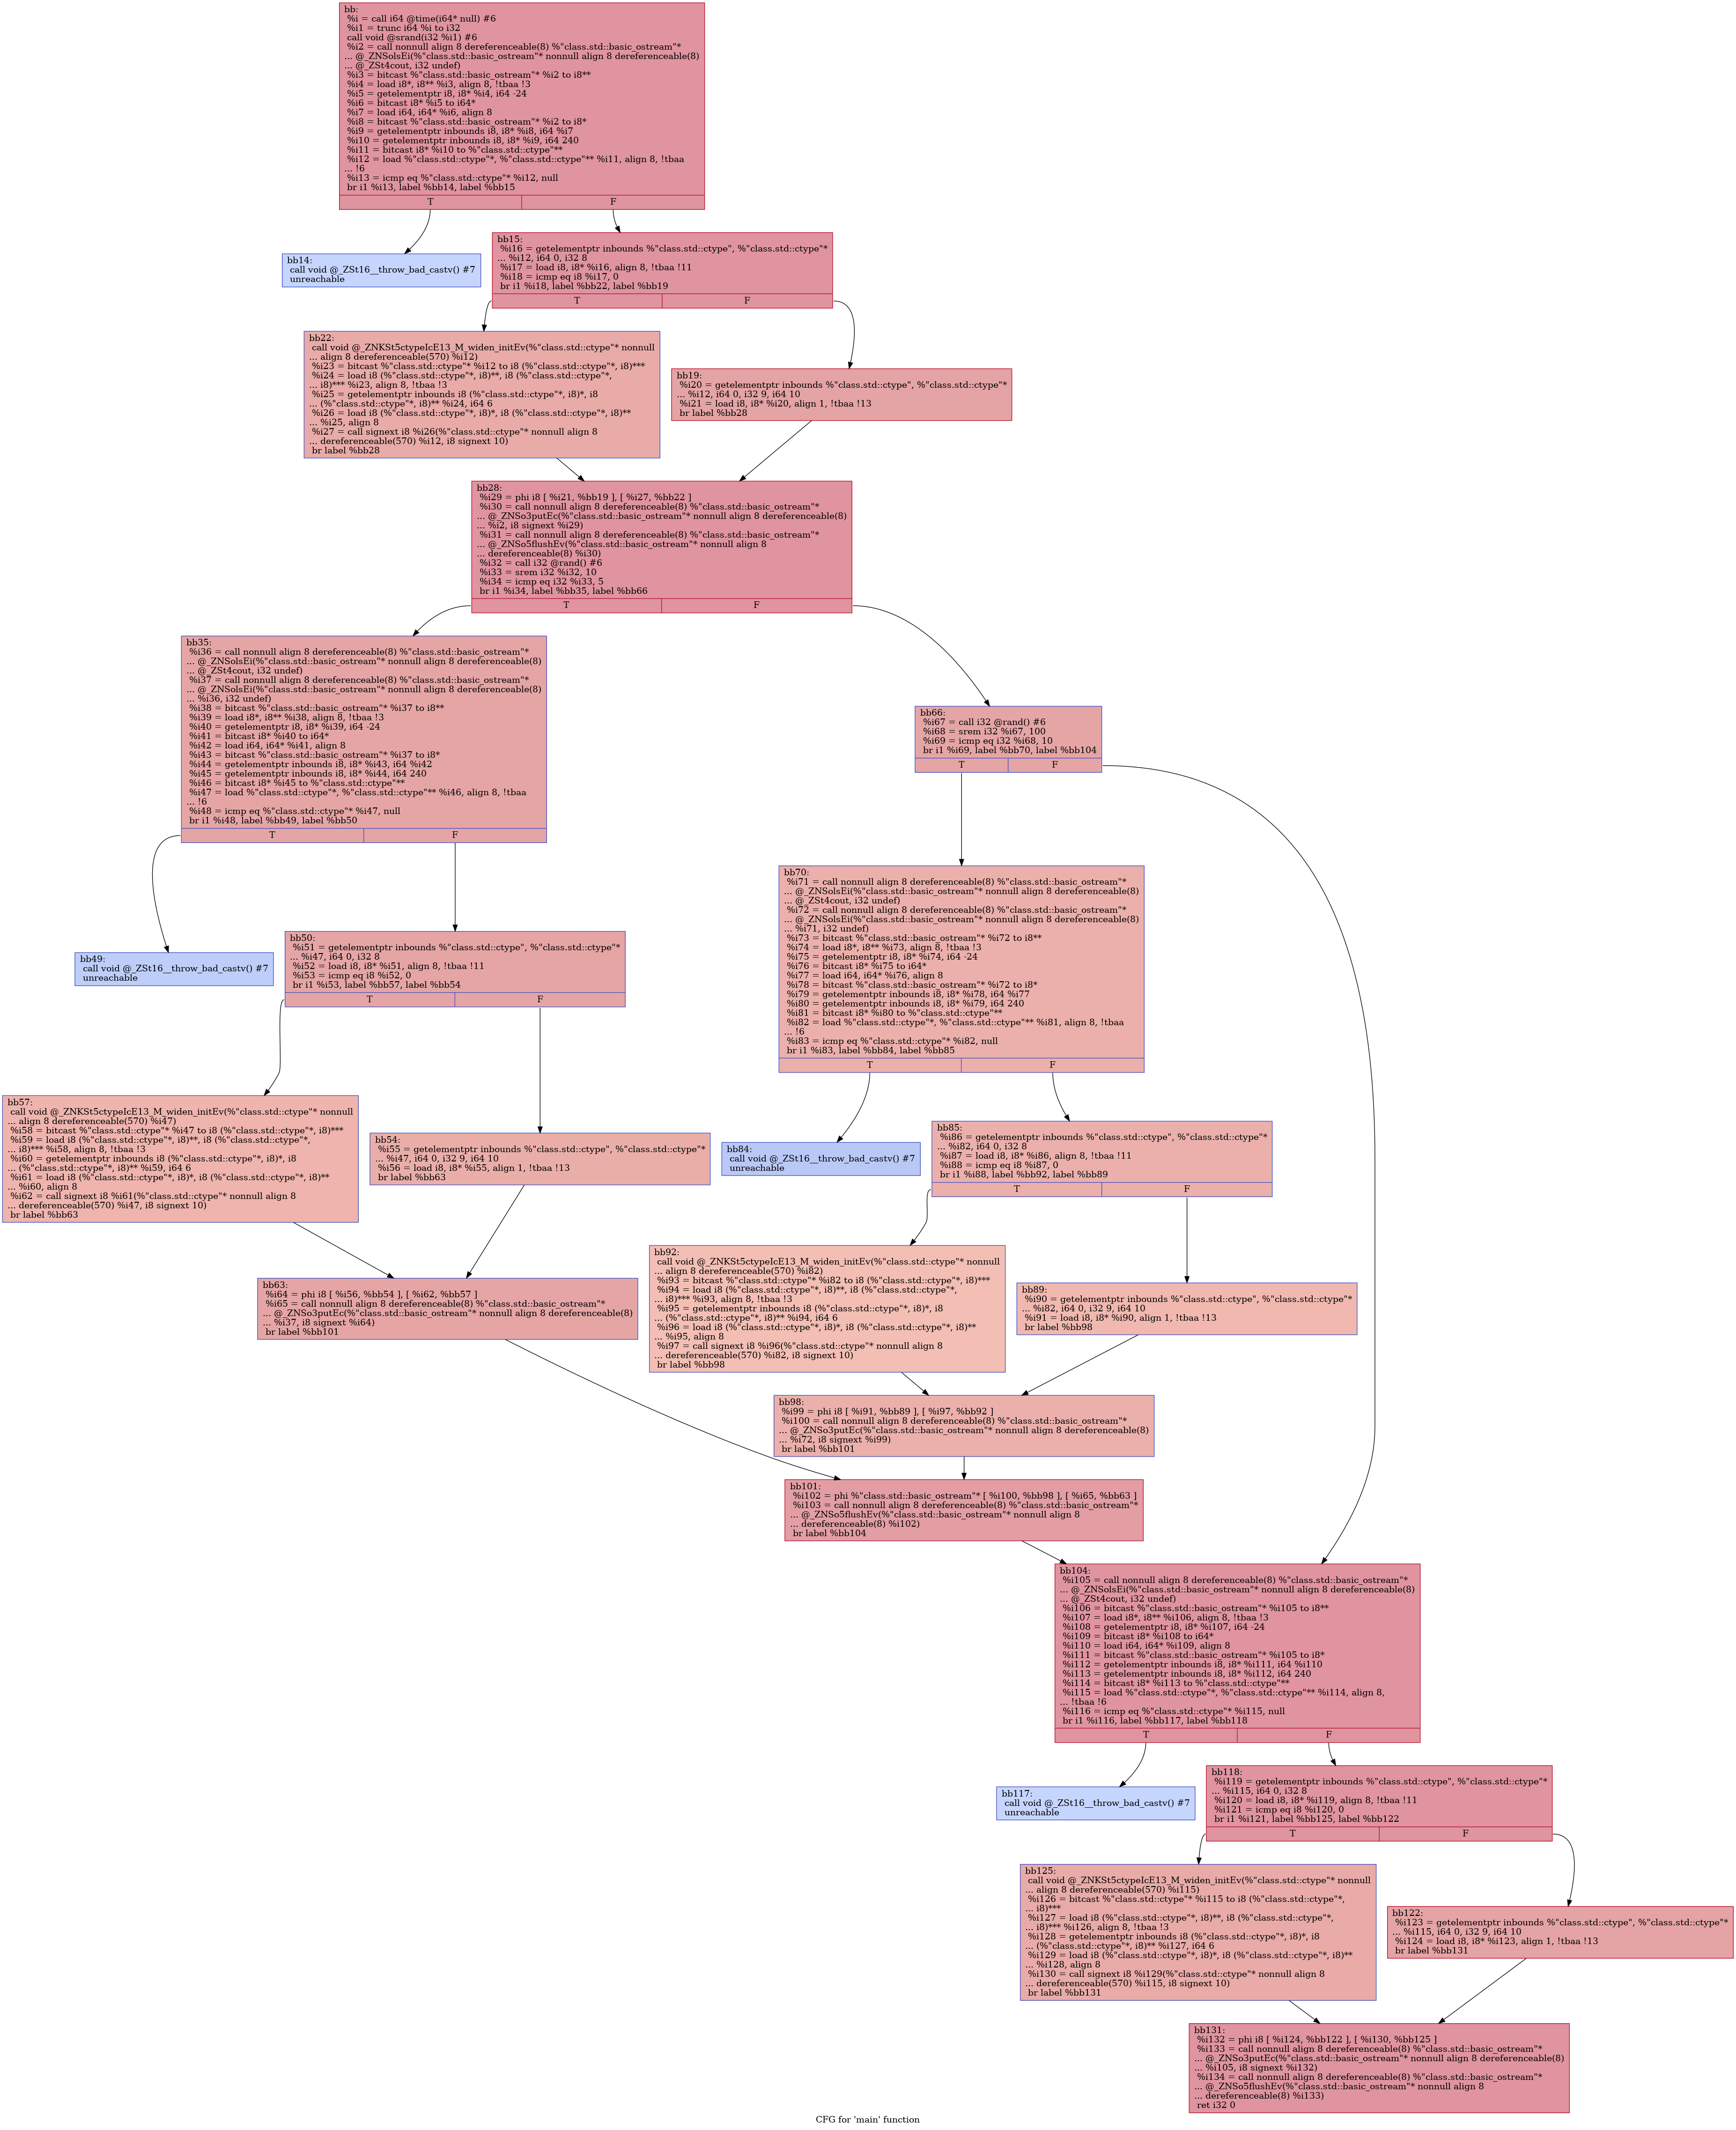 bb:
%i = call i64 @time(i64* null) #6
%i1 = trunc i64 %i to i32
call void @srand(i32 %i1) #6
%i2 = call nonnull align 8 dereferenceable(8) %"class.std::basic_ostream"*
... @_ZNSolsEi(%"class.std::basic_ostream"* nonnull align 8 dereferenceable(8)
... @_ZSt4cout, i32 undef)
%i3 = bitcast %"class.std::basic_ostream"* %i2 to i8**
%i4 = load i8*, i8** %i3, align 8, !tbaa !3
%i5 = getelementptr i8, i8* %i4, i64 -24
%i6 = bitcast i8* %i5 to i64*
%i7 = load i64, i64* %i6, align 8
%i8 = bitcast %"class.std::basic_ostream"* %i2 to i8*
%i9 = getelementptr inbounds i8, i8* %i8, i64 %i7
%i10 = getelementptr inbounds i8, i8* %i9, i64 240
%i11 = bitcast i8* %i10 to %"class.std::ctype"**
%i12 = load %"class.std::ctype"*, %"class.std::ctype"** %i11, align 8, !tbaa
... !6
%i13 = icmp eq %"class.std::ctype"* %i12, null
br i1 %i13, label %bb14, label %bb15
T F
bb14:
call void @_ZSt16__throw_bad_castv() #7
unreachable
bb15:
%i16 = getelementptr inbounds %"class.std::ctype", %"class.std::ctype"*
... %i12, i64 0, i32 8
%i17 = load i8, i8* %i16, align 8, !tbaa !11
%i18 = icmp eq i8 %i17, 0
br i1 %i18, label %bb22, label %bb19
T F
bb22:
call void @_ZNKSt5ctypeIcE13_M_widen_initEv(%"class.std::ctype"* nonnull
... align 8 dereferenceable(570) %i12)
%i23 = bitcast %"class.std::ctype"* %i12 to i8 (%"class.std::ctype"*, i8)***
%i24 = load i8 (%"class.std::ctype"*, i8)**, i8 (%"class.std::ctype"*,
... i8)*** %i23, align 8, !tbaa !3
%i25 = getelementptr inbounds i8 (%"class.std::ctype"*, i8)*, i8
... (%"class.std::ctype"*, i8)** %i24, i64 6
%i26 = load i8 (%"class.std::ctype"*, i8)*, i8 (%"class.std::ctype"*, i8)**
... %i25, align 8
%i27 = call signext i8 %i26(%"class.std::ctype"* nonnull align 8
... dereferenceable(570) %i12, i8 signext 10)
br label %bb28
bb19:
%i20 = getelementptr inbounds %"class.std::ctype", %"class.std::ctype"*
... %i12, i64 0, i32 9, i64 10
%i21 = load i8, i8* %i20, align 1, !tbaa !13
br label %bb28
bb28:
%i29 = phi i8 [ %i21, %bb19 ], [ %i27, %bb22 ]
%i30 = call nonnull align 8 dereferenceable(8) %"class.std::basic_ostream"*
... @_ZNSo3putEc(%"class.std::basic_ostream"* nonnull align 8 dereferenceable(8)
... %i2, i8 signext %i29)
%i31 = call nonnull align 8 dereferenceable(8) %"class.std::basic_ostream"*
... @_ZNSo5flushEv(%"class.std::basic_ostream"* nonnull align 8
... dereferenceable(8) %i30)
%i32 = call i32 @rand() #6
%i33 = srem i32 %i32, 10
%i34 = icmp eq i32 %i33, 5
br i1 %i34, label %bb35, label %bb66
T F
bb35:
%i36 = call nonnull align 8 dereferenceable(8) %"class.std::basic_ostream"*
... @_ZNSolsEi(%"class.std::basic_ostream"* nonnull align 8 dereferenceable(8)
... @_ZSt4cout, i32 undef)
%i37 = call nonnull align 8 dereferenceable(8) %"class.std::basic_ostream"*
... @_ZNSolsEi(%"class.std::basic_ostream"* nonnull align 8 dereferenceable(8)
... %i36, i32 undef)
%i38 = bitcast %"class.std::basic_ostream"* %i37 to i8**
%i39 = load i8*, i8** %i38, align 8, !tbaa !3
%i40 = getelementptr i8, i8* %i39, i64 -24
%i41 = bitcast i8* %i40 to i64*
%i42 = load i64, i64* %i41, align 8
%i43 = bitcast %"class.std::basic_ostream"* %i37 to i8*
%i44 = getelementptr inbounds i8, i8* %i43, i64 %i42
%i45 = getelementptr inbounds i8, i8* %i44, i64 240
%i46 = bitcast i8* %i45 to %"class.std::ctype"**
%i47 = load %"class.std::ctype"*, %"class.std::ctype"** %i46, align 8, !tbaa
... !6
%i48 = icmp eq %"class.std::ctype"* %i47, null
br i1 %i48, label %bb49, label %bb50
T F
bb66:
%i67 = call i32 @rand() #6
%i68 = srem i32 %i67, 100
%i69 = icmp eq i32 %i68, 10
br i1 %i69, label %bb70, label %bb104
T F
bb70:
%i71 = call nonnull align 8 dereferenceable(8) %"class.std::basic_ostream"*
... @_ZNSolsEi(%"class.std::basic_ostream"* nonnull align 8 dereferenceable(8)
... @_ZSt4cout, i32 undef)
%i72 = call nonnull align 8 dereferenceable(8) %"class.std::basic_ostream"*
... @_ZNSolsEi(%"class.std::basic_ostream"* nonnull align 8 dereferenceable(8)
... %i71, i32 undef)
%i73 = bitcast %"class.std::basic_ostream"* %i72 to i8**
%i74 = load i8*, i8** %i73, align 8, !tbaa !3
%i75 = getelementptr i8, i8* %i74, i64 -24
%i76 = bitcast i8* %i75 to i64*
%i77 = load i64, i64* %i76, align 8
%i78 = bitcast %"class.std::basic_ostream"* %i72 to i8*
%i79 = getelementptr inbounds i8, i8* %i78, i64 %i77
%i80 = getelementptr inbounds i8, i8* %i79, i64 240
%i81 = bitcast i8* %i80 to %"class.std::ctype"**
%i82 = load %"class.std::ctype"*, %"class.std::ctype"** %i81, align 8, !tbaa
... !6
%i83 = icmp eq %"class.std::ctype"* %i82, null
br i1 %i83, label %bb84, label %bb85
T F
bb49:
call void @_ZSt16__throw_bad_castv() #7
unreachable
bb50:
%i51 = getelementptr inbounds %"class.std::ctype", %"class.std::ctype"*
... %i47, i64 0, i32 8
%i52 = load i8, i8* %i51, align 8, !tbaa !11
%i53 = icmp eq i8 %i52, 0
br i1 %i53, label %bb57, label %bb54
T F
bb57:
call void @_ZNKSt5ctypeIcE13_M_widen_initEv(%"class.std::ctype"* nonnull
... align 8 dereferenceable(570) %i47)
%i58 = bitcast %"class.std::ctype"* %i47 to i8 (%"class.std::ctype"*, i8)***
%i59 = load i8 (%"class.std::ctype"*, i8)**, i8 (%"class.std::ctype"*,
... i8)*** %i58, align 8, !tbaa !3
%i60 = getelementptr inbounds i8 (%"class.std::ctype"*, i8)*, i8
... (%"class.std::ctype"*, i8)** %i59, i64 6
%i61 = load i8 (%"class.std::ctype"*, i8)*, i8 (%"class.std::ctype"*, i8)**
... %i60, align 8
%i62 = call signext i8 %i61(%"class.std::ctype"* nonnull align 8
... dereferenceable(570) %i47, i8 signext 10)
br label %bb63
bb54:
%i55 = getelementptr inbounds %"class.std::ctype", %"class.std::ctype"*
... %i47, i64 0, i32 9, i64 10
%i56 = load i8, i8* %i55, align 1, !tbaa !13
br label %bb63
bb84:
call void @_ZSt16__throw_bad_castv() #7
unreachable
bb85:
%i86 = getelementptr inbounds %"class.std::ctype", %"class.std::ctype"*
... %i82, i64 0, i32 8
%i87 = load i8, i8* %i86, align 8, !tbaa !11
%i88 = icmp eq i8 %i87, 0
br i1 %i88, label %bb92, label %bb89
T F
bb92:
call void @_ZNKSt5ctypeIcE13_M_widen_initEv(%"class.std::ctype"* nonnull
... align 8 dereferenceable(570) %i82)
%i93 = bitcast %"class.std::ctype"* %i82 to i8 (%"class.std::ctype"*, i8)***
%i94 = load i8 (%"class.std::ctype"*, i8)**, i8 (%"class.std::ctype"*,
... i8)*** %i93, align 8, !tbaa !3
%i95 = getelementptr inbounds i8 (%"class.std::ctype"*, i8)*, i8
... (%"class.std::ctype"*, i8)** %i94, i64 6
%i96 = load i8 (%"class.std::ctype"*, i8)*, i8 (%"class.std::ctype"*, i8)**
... %i95, align 8
%i97 = call signext i8 %i96(%"class.std::ctype"* nonnull align 8
... dereferenceable(570) %i82, i8 signext 10)
br label %bb98
bb89:
%i90 = getelementptr inbounds %"class.std::ctype", %"class.std::ctype"*
... %i82, i64 0, i32 9, i64 10
%i91 = load i8, i8* %i90, align 1, !tbaa !13
br label %bb98
bb63:
%i64 = phi i8 [ %i56, %bb54 ], [ %i62, %bb57 ]
%i65 = call nonnull align 8 dereferenceable(8) %"class.std::basic_ostream"*
... @_ZNSo3putEc(%"class.std::basic_ostream"* nonnull align 8 dereferenceable(8)
... %i37, i8 signext %i64)
br label %bb101
bb98:
%i99 = phi i8 [ %i91, %bb89 ], [ %i97, %bb92 ]
%i100 = call nonnull align 8 dereferenceable(8) %"class.std::basic_ostream"*
... @_ZNSo3putEc(%"class.std::basic_ostream"* nonnull align 8 dereferenceable(8)
... %i72, i8 signext %i99)
br label %bb101
bb101:
%i102 = phi %"class.std::basic_ostream"* [ %i100, %bb98 ], [ %i65, %bb63 ]
%i103 = call nonnull align 8 dereferenceable(8) %"class.std::basic_ostream"*
... @_ZNSo5flushEv(%"class.std::basic_ostream"* nonnull align 8
... dereferenceable(8) %i102)
br label %bb104
bb104:
%i105 = call nonnull align 8 dereferenceable(8) %"class.std::basic_ostream"*
... @_ZNSolsEi(%"class.std::basic_ostream"* nonnull align 8 dereferenceable(8)
... @_ZSt4cout, i32 undef)
%i106 = bitcast %"class.std::basic_ostream"* %i105 to i8**
%i107 = load i8*, i8** %i106, align 8, !tbaa !3
%i108 = getelementptr i8, i8* %i107, i64 -24
%i109 = bitcast i8* %i108 to i64*
%i110 = load i64, i64* %i109, align 8
%i111 = bitcast %"class.std::basic_ostream"* %i105 to i8*
%i112 = getelementptr inbounds i8, i8* %i111, i64 %i110
%i113 = getelementptr inbounds i8, i8* %i112, i64 240
%i114 = bitcast i8* %i113 to %"class.std::ctype"**
%i115 = load %"class.std::ctype"*, %"class.std::ctype"** %i114, align 8,
... !tbaa !6
%i116 = icmp eq %"class.std::ctype"* %i115, null
br i1 %i116, label %bb117, label %bb118
T F
bb117:
call void @_ZSt16__throw_bad_castv() #7
unreachable
bb118:
%i119 = getelementptr inbounds %"class.std::ctype", %"class.std::ctype"*
... %i115, i64 0, i32 8
%i120 = load i8, i8* %i119, align 8, !tbaa !11
%i121 = icmp eq i8 %i120, 0
br i1 %i121, label %bb125, label %bb122
T F
bb125:
call void @_ZNKSt5ctypeIcE13_M_widen_initEv(%"class.std::ctype"* nonnull
... align 8 dereferenceable(570) %i115)
%i126 = bitcast %"class.std::ctype"* %i115 to i8 (%"class.std::ctype"*,
... i8)***
%i127 = load i8 (%"class.std::ctype"*, i8)**, i8 (%"class.std::ctype"*,
... i8)*** %i126, align 8, !tbaa !3
%i128 = getelementptr inbounds i8 (%"class.std::ctype"*, i8)*, i8
... (%"class.std::ctype"*, i8)** %i127, i64 6
%i129 = load i8 (%"class.std::ctype"*, i8)*, i8 (%"class.std::ctype"*, i8)**
... %i128, align 8
%i130 = call signext i8 %i129(%"class.std::ctype"* nonnull align 8
... dereferenceable(570) %i115, i8 signext 10)
br label %bb131
bb122:
%i123 = getelementptr inbounds %"class.std::ctype", %"class.std::ctype"*
... %i115, i64 0, i32 9, i64 10
%i124 = load i8, i8* %i123, align 1, !tbaa !13
br label %bb131
bb131:
%i132 = phi i8 [ %i124, %bb122 ], [ %i130, %bb125 ]
%i133 = call nonnull align 8 dereferenceable(8) %"class.std::basic_ostream"*
... @_ZNSo3putEc(%"class.std::basic_ostream"* nonnull align 8 dereferenceable(8)
... %i105, i8 signext %i132)
%i134 = call nonnull align 8 dereferenceable(8) %"class.std::basic_ostream"*
... @_ZNSo5flushEv(%"class.std::basic_ostream"* nonnull align 8
... dereferenceable(8) %i133)
ret i32 0
CFG for 'main' function